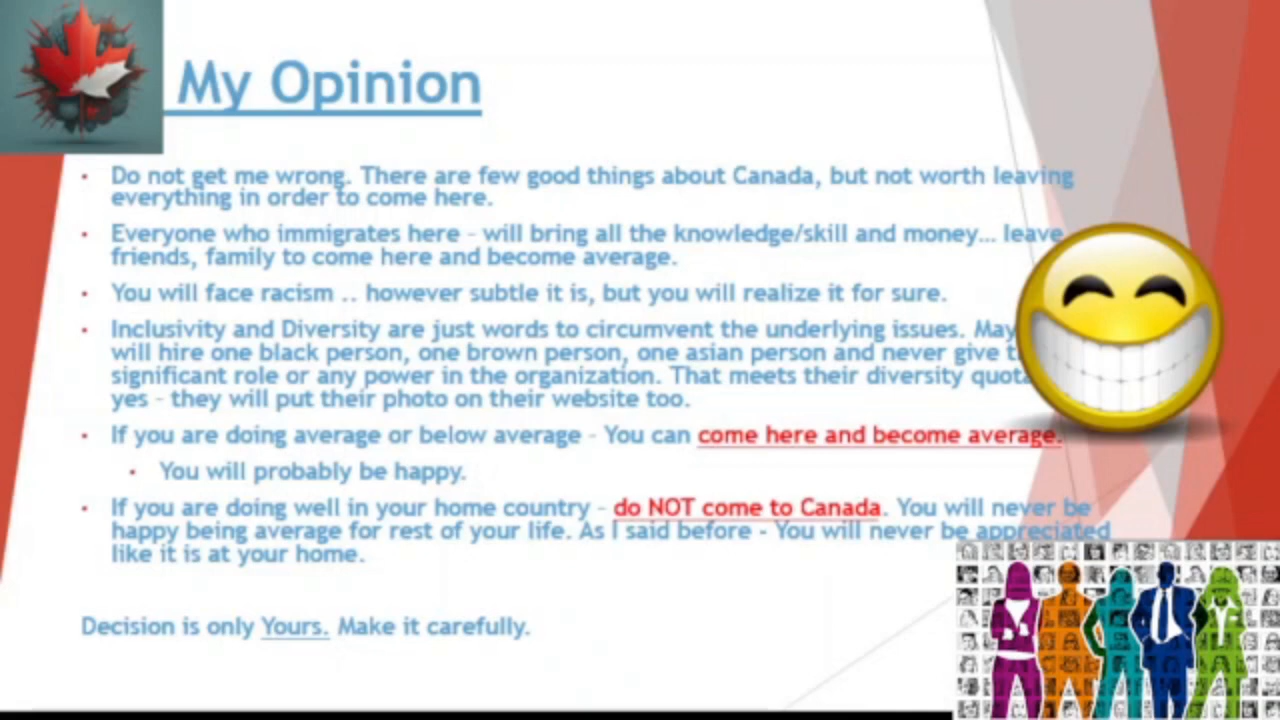 My Opinion
Do not get me wrong. There are few good things about Canada, but not worth leaving
everything in order to come here.
Everyone who immigrates here – will bring all the knowledge/skill and money... leave
friends, family to come here and become average.
You will face racism .. however subtle it is, but you will realize it for sure.
Inclusivity and Diversity are just words to circumvent the underlying issues. May
will hire one black person, one brown person, one asian person and never give
significant role or any power in the organization. That meets their diversity quota
yes – they will put their photo on their website too.
If you are doing average or below average – You can come here and become average.
You will probably be happy.
If you are doing well in your home country – do NOT come to Canada. You will never be
happy being average for rest of your life. As I said before - You will never be appreciated
like it is at your home.
Decision is only Yours. Make it carefully.